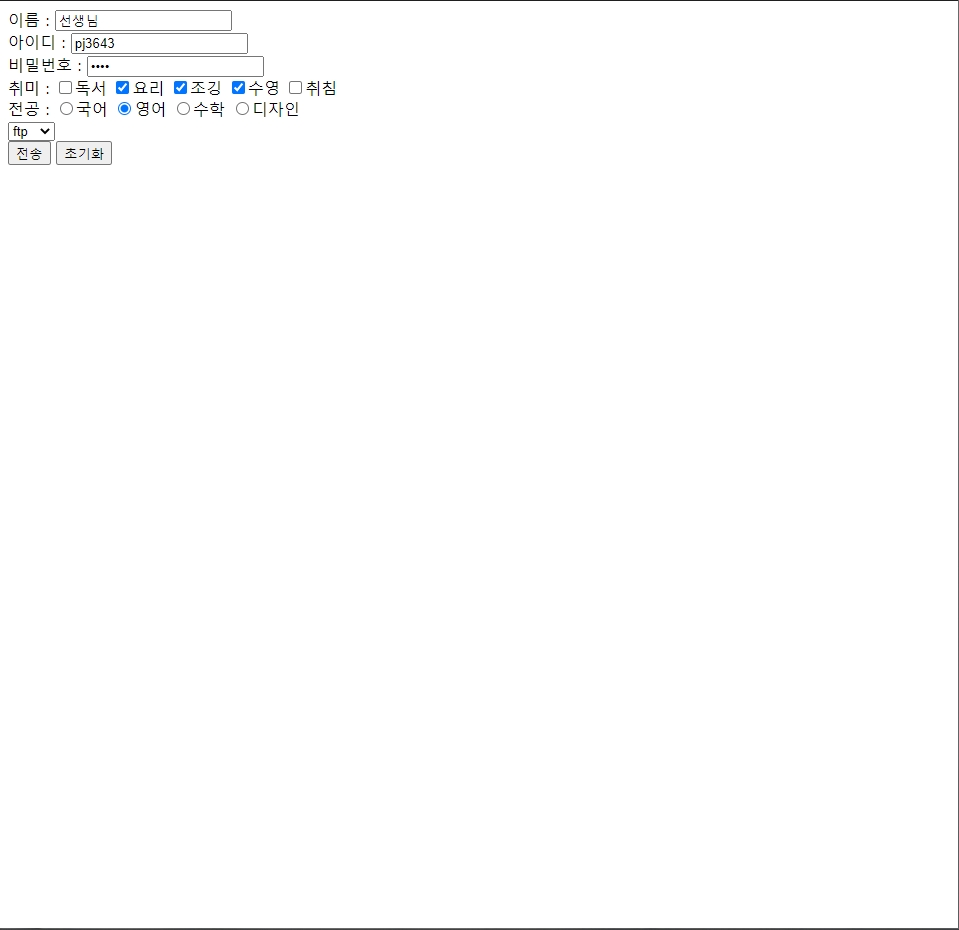 이름 : 선생님
아이디 : pj3643
비밀번호 : ••••
취미 : 독서 요리 조깅 수영 취침
전공 : 국어 영어 수학 디자인
ftp
전송 초기화